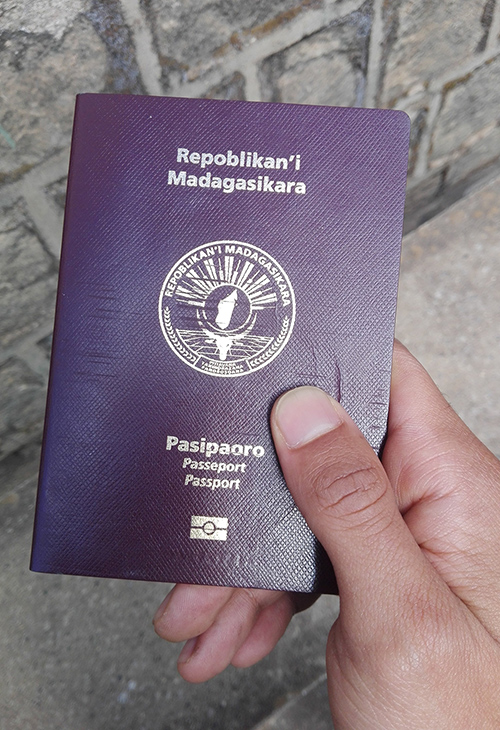 Repoblikan'i
Madagasikara
REPOBLIKAN'I MADAGASIKARA
Pasipaoro
Passeport
Passport